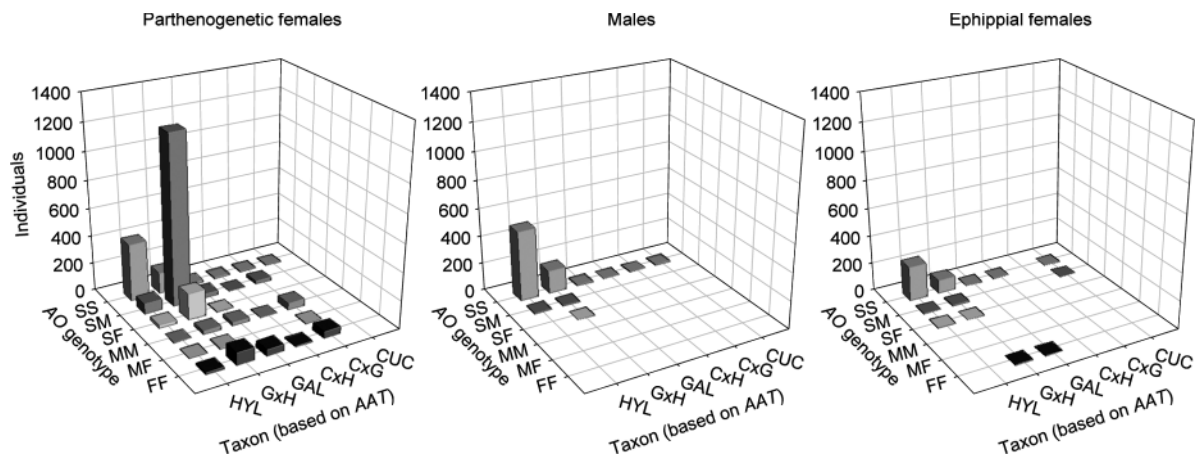 Parthenogenetic females
Males
Ephippial females
Individuals
1400
1200
1000
800
600
400
200
0
SS
SM
SF
MM
MF
FF
AO genotype
HYL
GxH
GAL
CxH
CxG
CUC
Taxon (based on AAT)
1400
1200
1000
800
600
400
200
0
SS
SM
SF
MM
MF
FF
AO genotype
HYL
GxH
GAL
CxH
CxG
CUC
Taxon (based on AAT)
1400
1200
1000
800
600
400
200
0
SS
SM
SF
MM
MF
FF
AO genotype
HYL
GxH
GAL
CxH
CxG
CUC
Taxon (based on AAT)